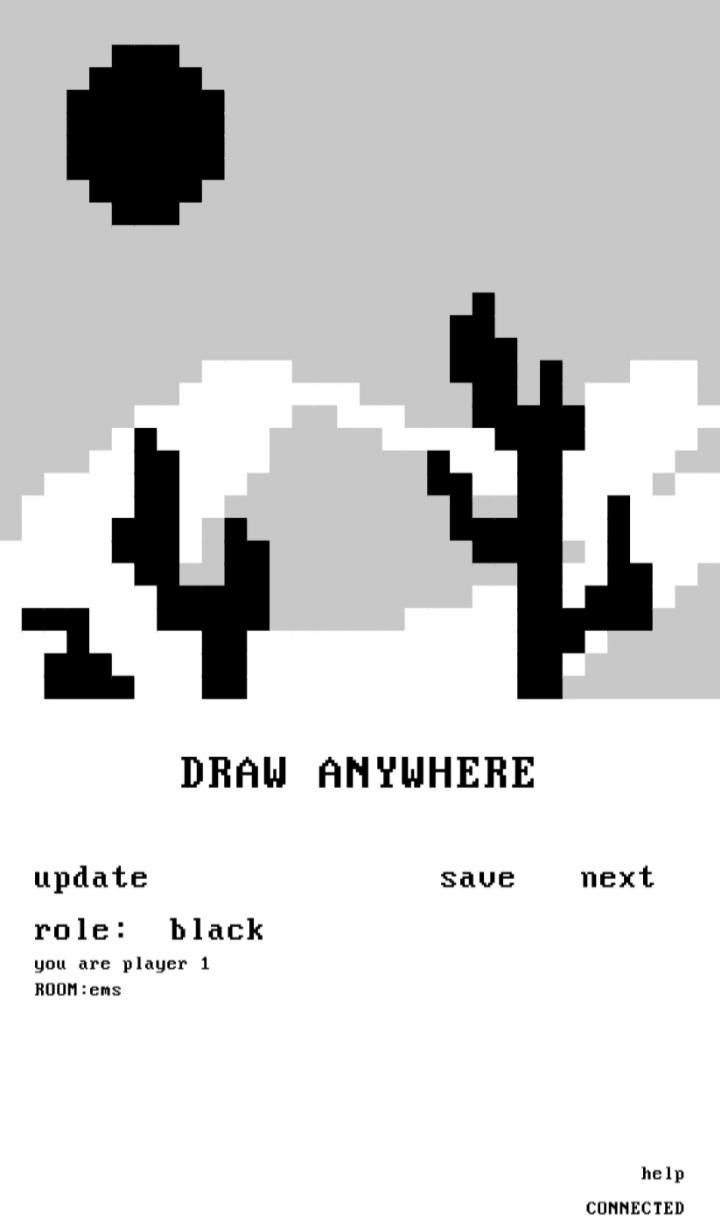 DRAW ANYWHERE
update save next
role: black
you are player 1
ROOM:ems
help
CONNECTED